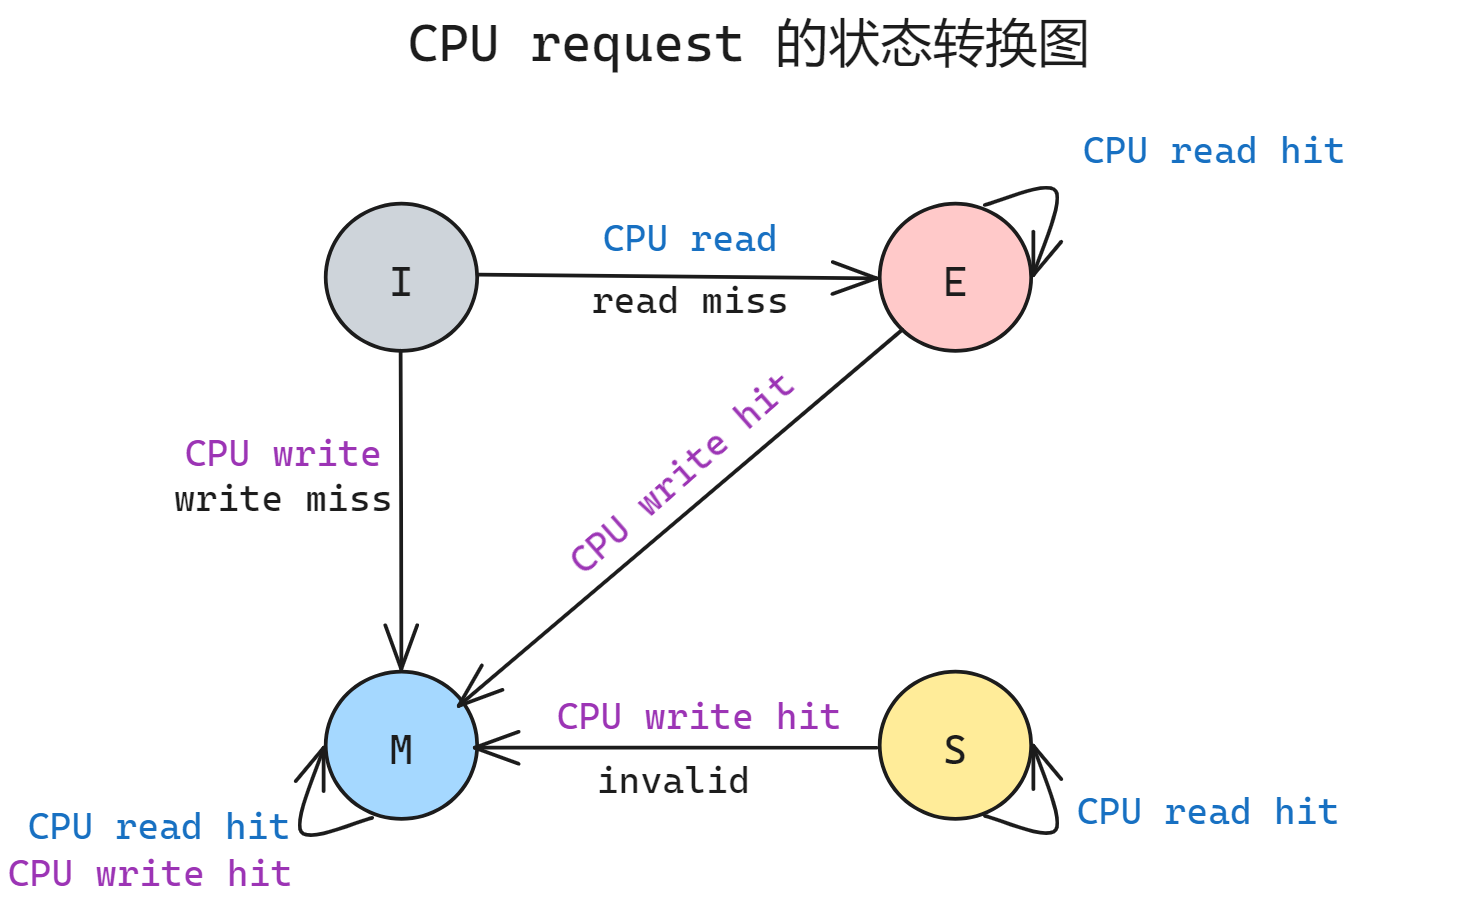 CPU request 的状态转换图
CPU read hit
CPU read
I
E
read miss
CPU write hit
CPU write
write miss
CPU write hit
M
S
invalid
CPU read hit
CPU read hit
CPU write hit